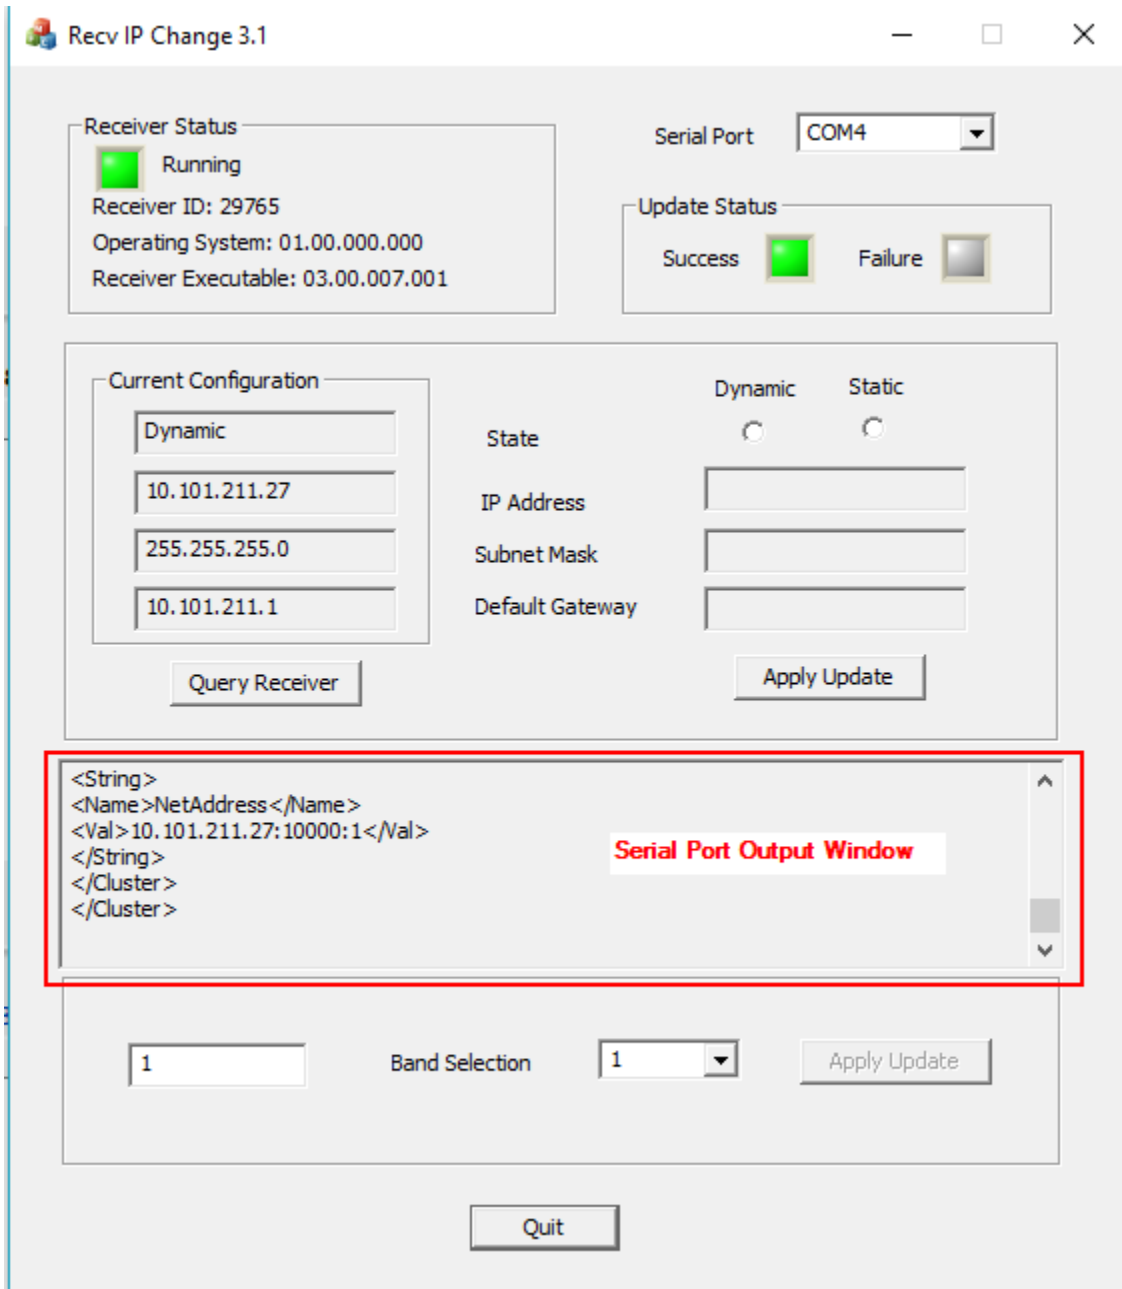 Recv IP Change 3.1
Receiver Status
Running
Receiver ID: 29765
Operating System: 01.00.000.000
Receiver Executable: 03.00.007.001
Serial Port COM4
Update Status
Success Failure
Current Configuration
Dynamic
10.101.211.27
255.255.255.0
10.101.211.1
Query Receiver
Dynamic Static
State
IP Address
Subnet Mask
Default Gateway
Apply Update
<String>
<Name>NetAddress</Name>
<Val>10.101.211.27:10000:1</Val>
</String>
</Cluster>
</Cluster>
Serial Port Output Window
1 Band Selection 1 Apply Update
Quit